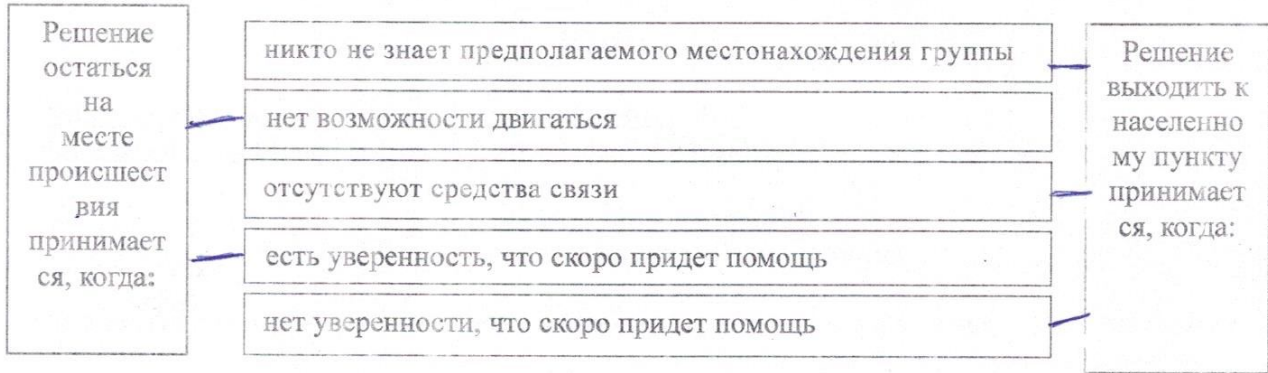 Решение
остаться
на
месте
происшест
вия
принимает
ся, когда:
никто не знает предполагаемого местонахождения группы
нет возможности двигаться
отсутствуют средства связи
есть уверенность, что скоро придет помощь
нет уверенности, что скоро придет помощь
Решение
выходить к
населенно
му пункту
принимает
ся, когда: